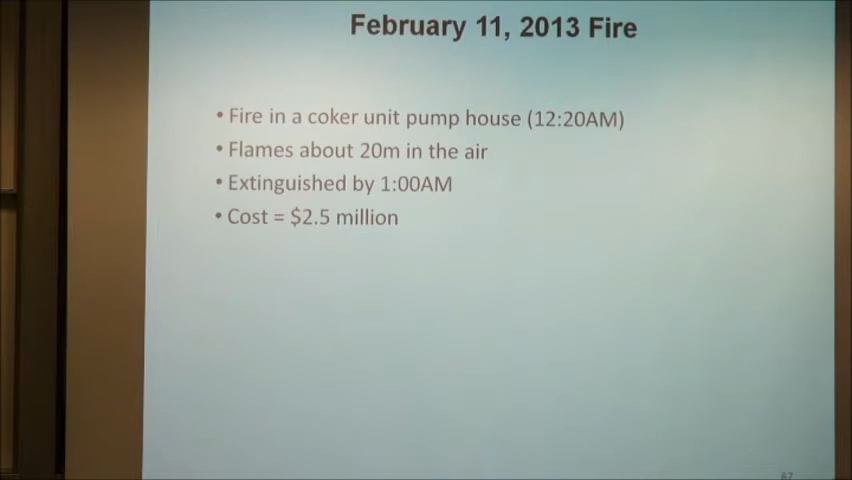 February 11, 2013 Fire
• Fire in a coker unit pump house (12:20AM)
• Flames about 20m in the air
• Extinguished by 1:00AM
• Cost = $2.5 million
67